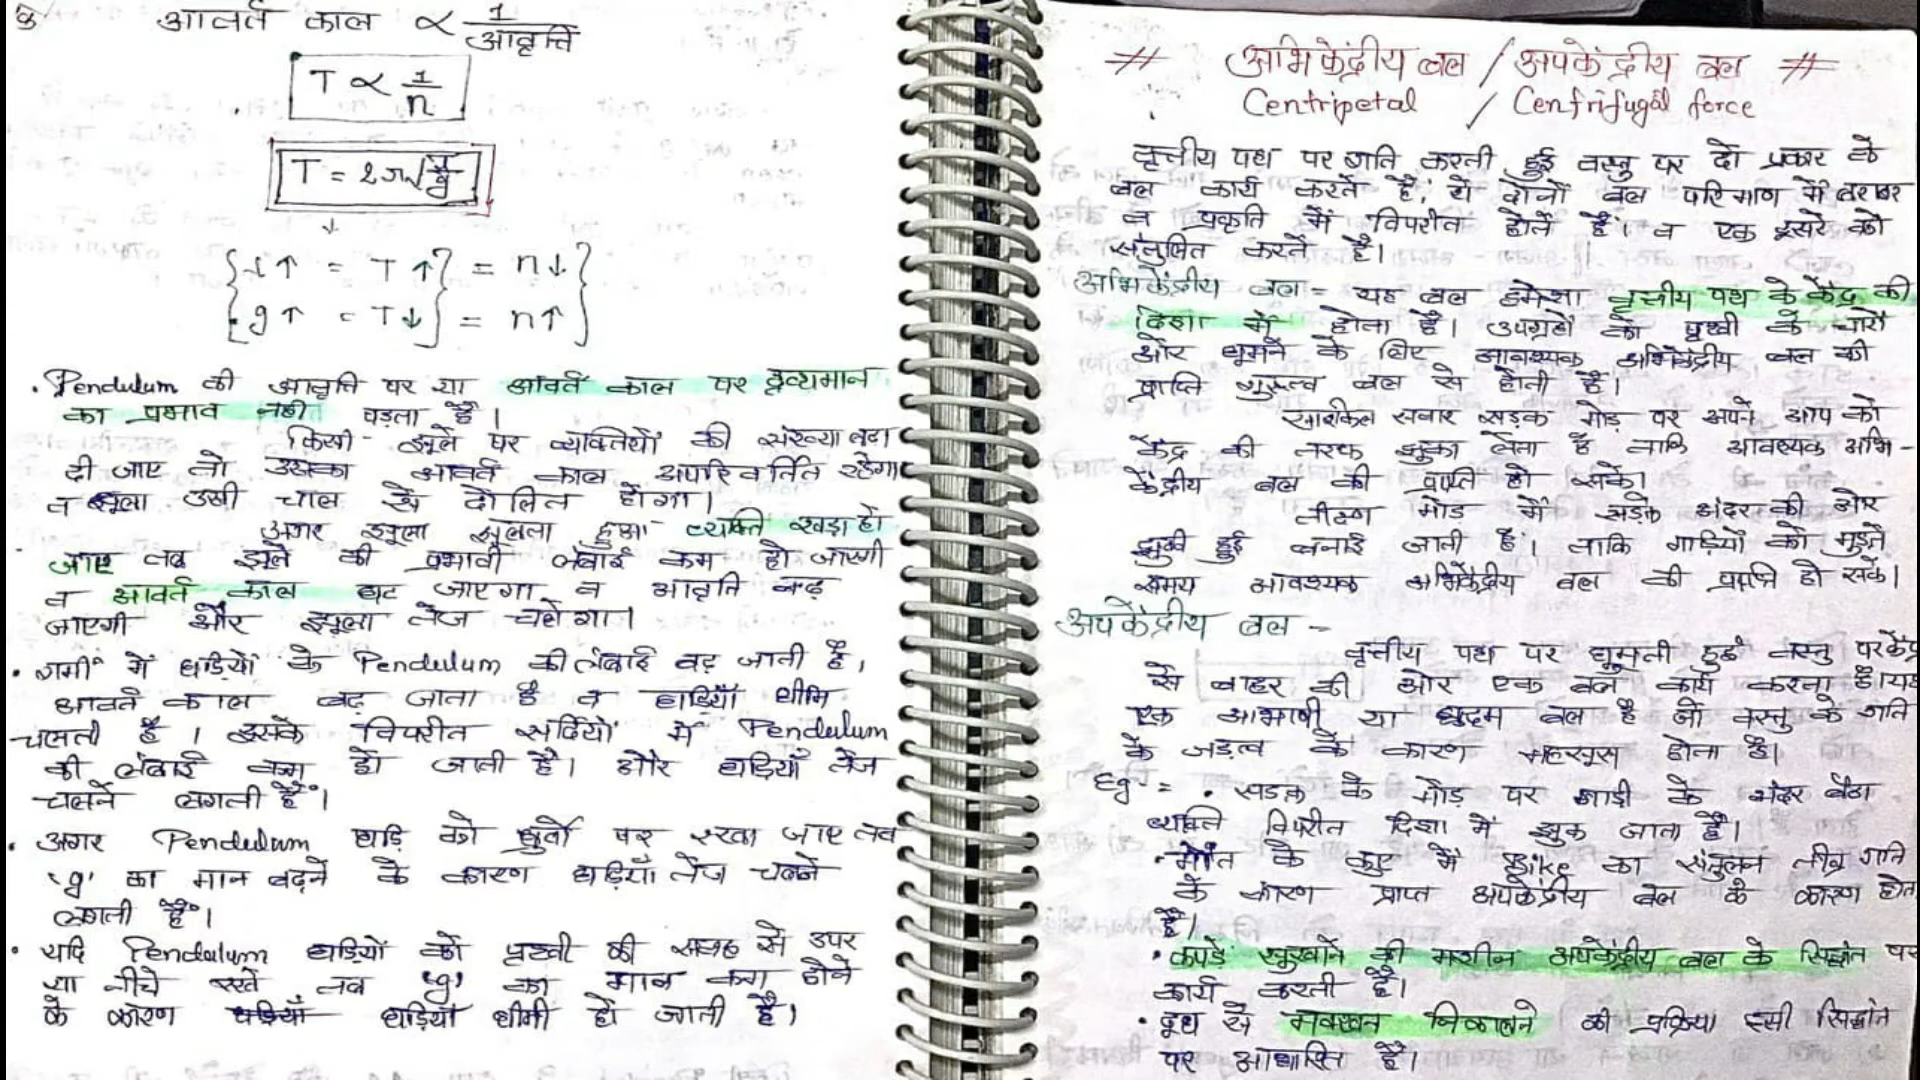 आवर्त काल ∝ 1/आवृत्ति
T ∝ 1/n
T = 2π√l/g
↓
{ l↑ = T↑ } = n↓
{ g↑ = T↓ } = n↑
• Pendulum की आवृत्ति पर या आवर्त काल पर द्रव्यमान
का प्रभाव नहीं पड़ता है।
किसी झूले पर व्यक्तियों की संख्या बढ़ा
दी जाए तो उसका आवर्त काल अपरिवर्तित रहेगा
व झूला उसी चाल से दोलित होगा।
अगर झूला झूलता हुआ व्यक्ति खड़ा हो
जाए तब झूले की प्रभावी लंबाई कम हो जाएगी
व आवर्त काल घट जाएगा व आवृति बढ़
जाएगी और झूला तेज चलेगा।
• गर्मी में घड़ियों के Pendulum की लंबाई बढ़ जाती है,
आवर्त काल बढ़ जाता है व घड़ियाँ धीमि
चलती है। इसके विपरीत सर्दियों में Pendulum
की लंबाई कम हो जाती है। और घड़ियाँ तेज
चलने लगती है।
• अगर Pendulum घड़ि को ध्रुवों पर रखा जाए तब
'g' का मान बढ़ने के कारण घड़ियाँ तेज चलने
लगती है।
• यदि Pendulum घड़ियों को पृथ्वी की सतह से उपर
या नीचे रखें तब 'g' का मान कम होने
के कारण घड़ियाँ घड़ियाँ धीमी हो जाती है।
# अभिकेंद्रीय बल / अपकेंद्रीय बल #
Centripetal / Centrifugal force
वृत्तीय पथ पर गति करती हुई वस्तु पर दो प्रकार के
बल कार्य करते है, ये दोनों बल परिमाण में बराबर
व प्रकृति में विपरीत होते है। व एक दूसरे को
संतुलित करते है।
अभिकेंद्रीय बल = यह बल हमेशा वृत्तीय पथ के केंद्र की
दिशा में होता है। उपग्रहों को पृथ्वी के चारों
और घूमने के लिए आवश्यक अभिकेंद्रीय बल की
प्राप्ति गुरुत्व बल से होती है।
साइकिल सवार सड़क मोड़ पर अपने आप को
केंद्र की तरफ झुका लेता है ताकि आवश्यक अभि-
केंद्रीय बल की प्राप्ति हो सके।
तीक्ष्ण मोड़ में सड़के अंदर की ओर
झुकी हुई बनाई जाती है। ताकि गाड़ियों को मुड़ते
समय आवश्यक अभिकेंद्रीय बल की प्राप्ति हो सके।
अपकेंद्रीय बल -
वृत्तीय पथ पर घूमती हुई वस्तु पर केंद्र
से बाहर की ओर एक बल कार्य करता है। यह
एक आभाषी या छद्दम बल है जो वस्तु के गति
के जड़त्व के कारण महसूस होता है।
Eg = • सड़क के मोड़ पर गाड़ी के अंदर बैठा
व्यक्ति विपरीत दिशा में झुक जाता है।
• मौत के कुए में Bike का संतुलन तीव्र गति
के कारण प्राप्त अपकेंद्रीय बल के कारण होता
है।
• कपड़े सुखाने की मशीन अपकेंद्रीय बल के सिद्धांत पर
कार्य करती है।
• दूध से मक्खन निकालने की प्रक्रिया इसी सिद्धांत
पर आधारित है।